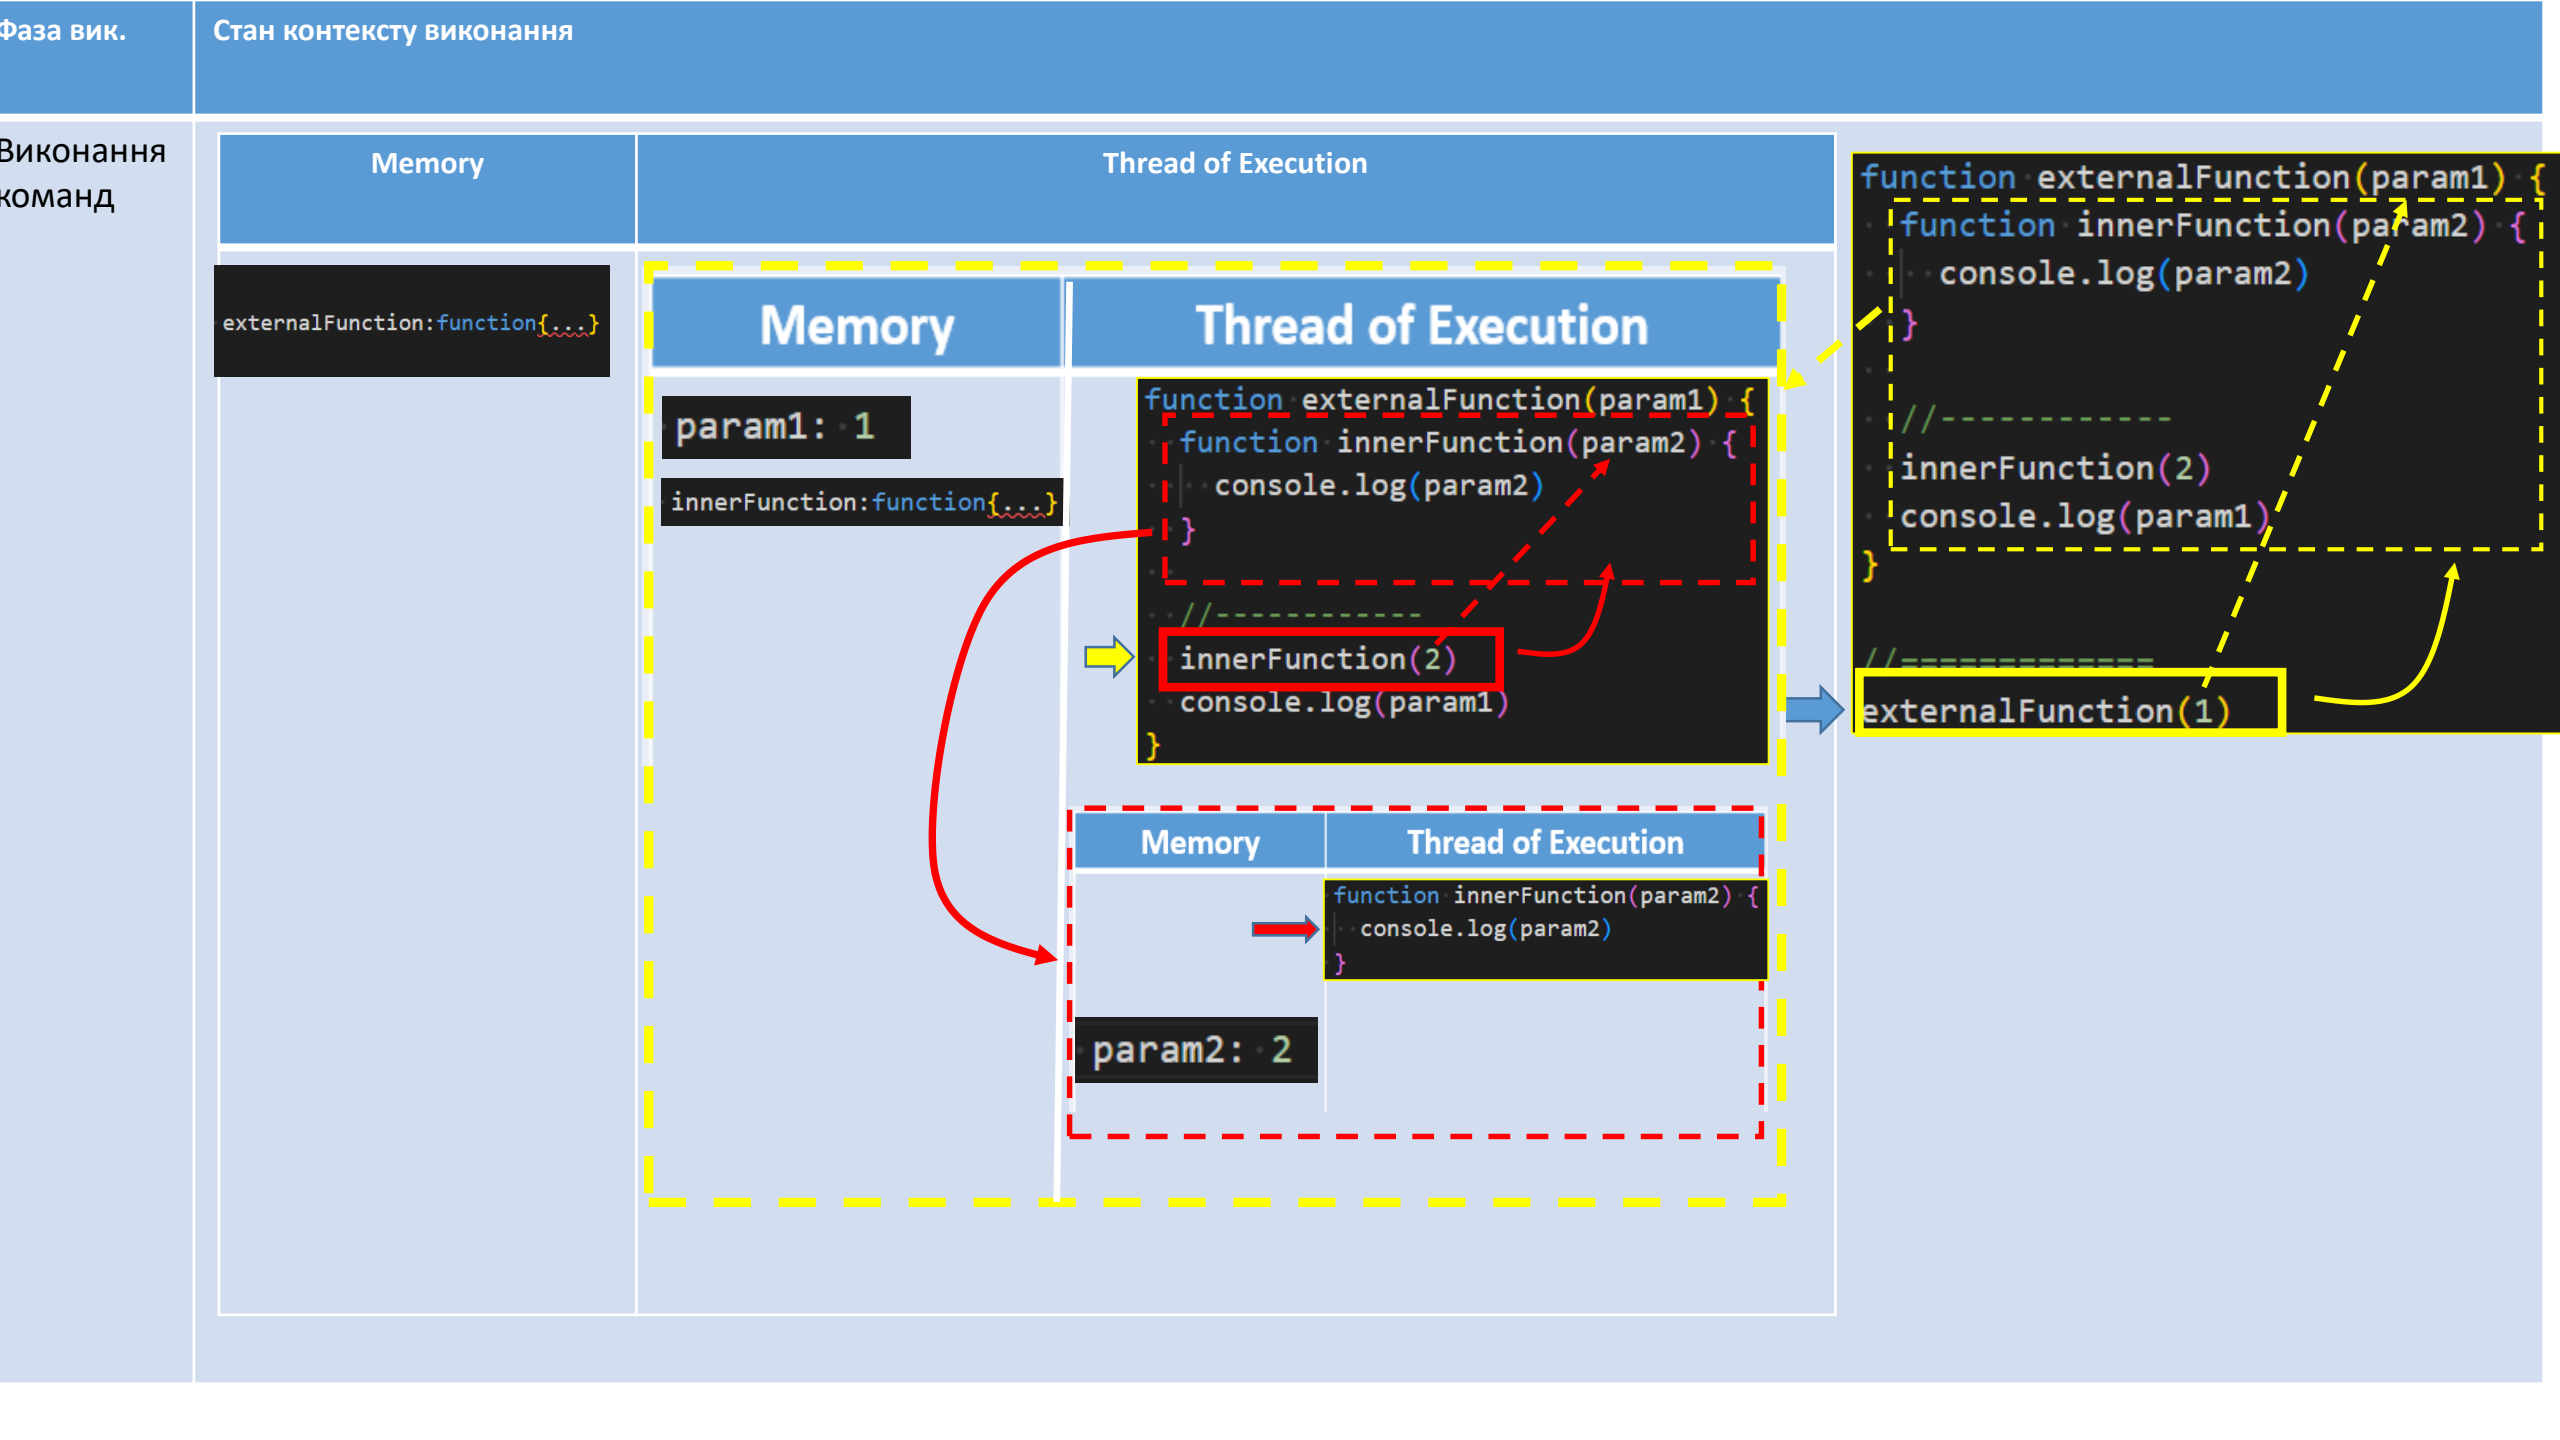 Фаза вик.
Стан контексту виконання
Виконання
команд
Memory
Thread of Execution
externalFunction:function{...}
Memory
Thread of Execution
param1: 1
innerFunction:function{...}
function externalFunction(param1) {
function innerFunction(param2) {
console.log(param2)
}
//------------
innerFunction(2)
console.log(param1)
}
Memory
Thread of Execution
function innerFunction(param2) {
console.log(param2)
}
param2: 2
function externalFunction(param1) {
function innerFunction(param2) {
console.log(param2)
}
//------------
innerFunction(2)
console.log(param1)
}
//=============
externalFunction(1)